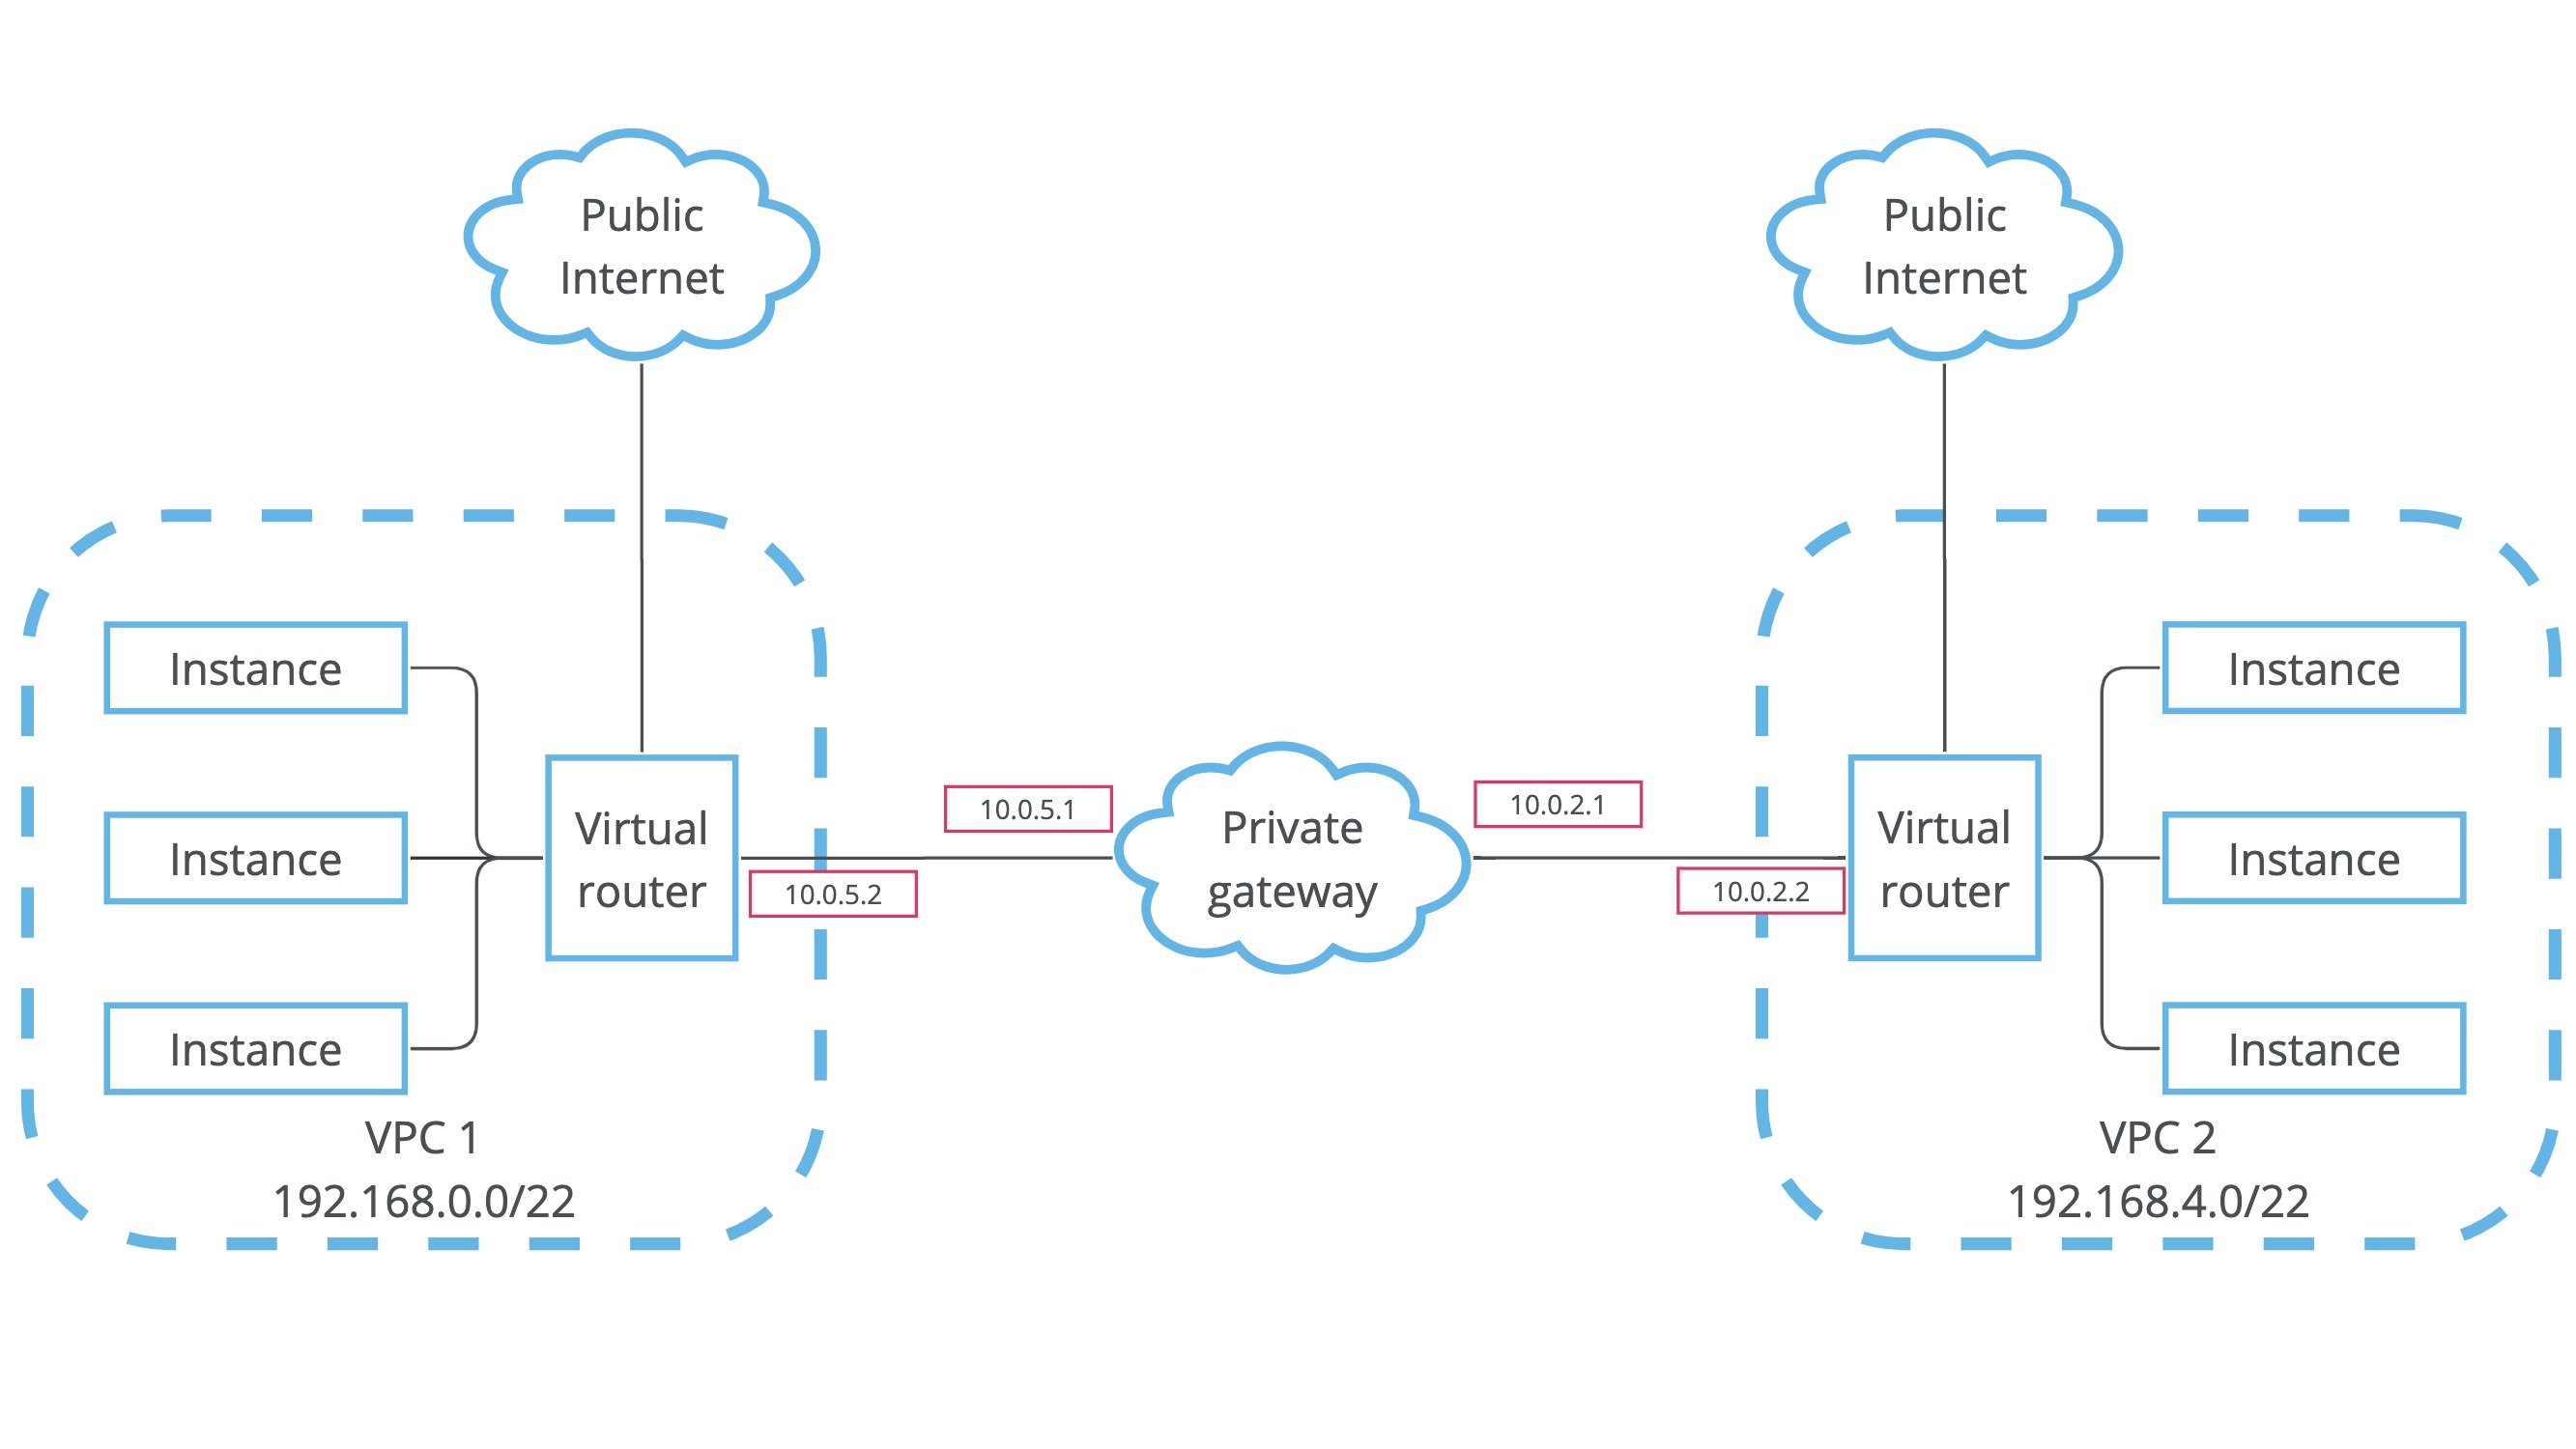 Public
Internet
Public
Internet
Instance
Instance
Instance
Virtual
router
10.0.5.1
10.0.5.2
Private
gateway
10.0.2.1
10.0.2.2
Virtual
router
Instance
Instance
Instance
VPC 1
192.168.0.0/22
VPC 2
192.168.4.0/22